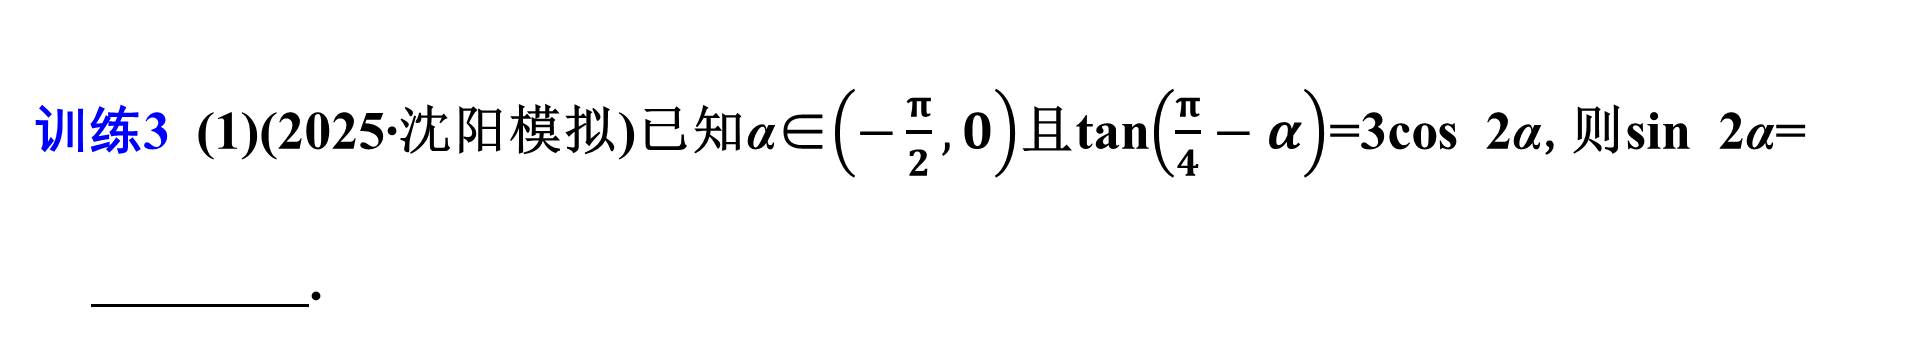 训练3 (1)(2025·沈阳模拟)已知α∈(−π/2, 0)且tan(π/4 − α)=3cos 2α, 则sin 2α=
________.